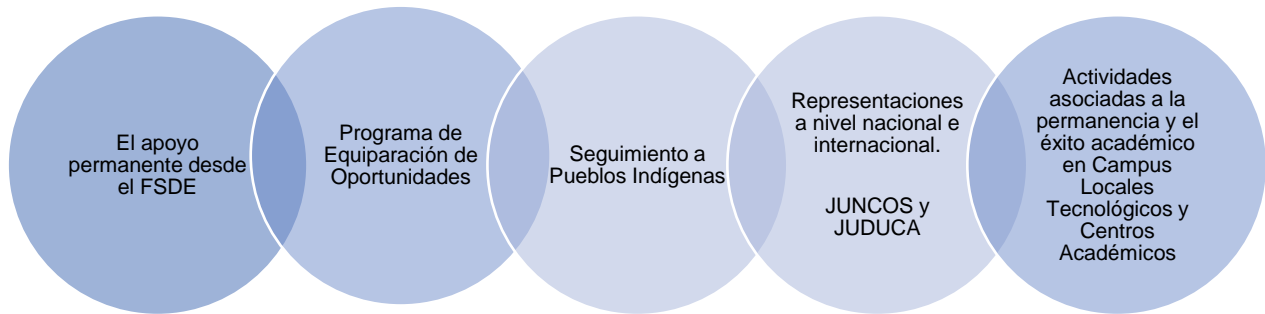 El apoyo
permanente desde
el FSDE
Programa de
Equiparación de
Oportunidades
Seguimiento a
Pueblos Indígenas
Representaciones
a nivel nacional e
internacional.
JUNCOS y
JUDUCA
Actividades
asociadas a la
permanencia y el
éxito académico
en Campus
Locales
Tecnológicos y
Centros
Académicos